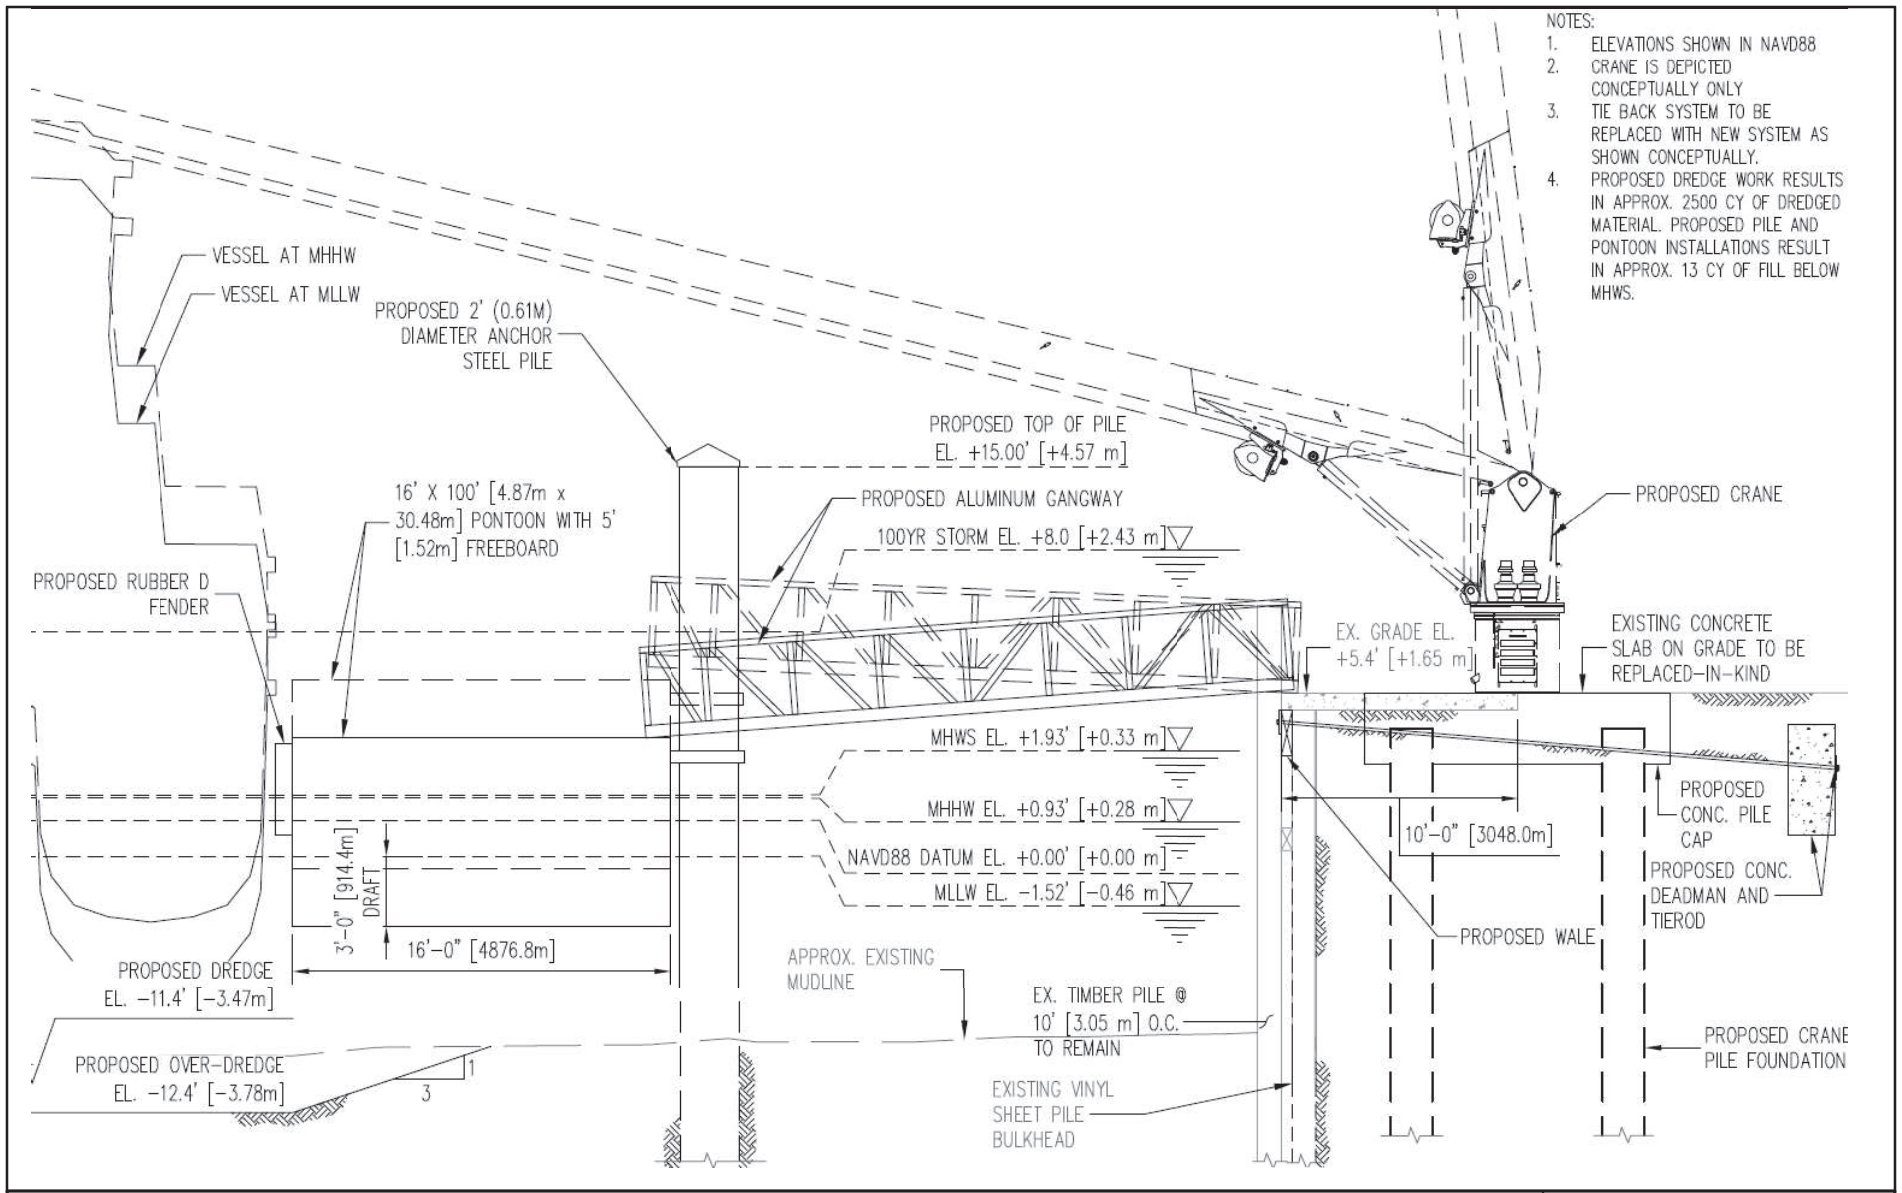 NOTES:
1. ELEVATIONS SHOWN IN NAVD88
2. CRANE IS DEPICTED
CONCEPTUALLY ONLY
3. TIE BACK SYSTEM TO BE
REPLACED WITH NEW SYSTEM AS
SHOWN CONCEPTUALLY.
4. PROPOSED DREDGE WORK RESULTS
IN APPROX. 2500 CY OF DREDGED
MATERIAL. PROPOSED PILE AND
PONTOON INSTALLATIONS RESULT
IN APPROX. 13 CY OF FILL BELOW
MHWS.
VESSEL AT MHHW
VESSEL AT MLLW
PROPOSED 2' (0.61M)
DIAMETER ANCHOR
STEEL PILE
PROPOSED TOP OF PILE
EL. +15.00' [+4.57 m]
16' X 100' [4.87m x
30.48m] PONTOON WITH 5'
[1.52m] FREEBOARD
PROPOSED ALUMINUM GANGWAY
100YR STORM EL. +8.0 [+2.43 m]
PROPOSED CRANE
PROPOSED RUBBER D
FENDER
EX. GRADE EL.
+5.4' [+1.65 m]
EXISTING CONCRETE
SLAB ON GRADE TO BE
REPLACED-IN-KIND
MHWS EL. +1.93' [+0.33 m]
MHHW EL. +0.93' [+0.28 m]
NAVD88 DATUM EL. +0.00' [+0.00 m]
MLLW EL. -1.52' [-0.46 m]
10'-0" [3048.0m]
PROPOSED
CONC. PILE
CAP
PROPOSED CONC.
DEADMAN AND
TIEROD
3'-0" [914.4m]
DRAFT
16'-0" [4876.8m]
PROPOSED WALE
PROPOSED DREDGE
EL. -11.4' [-3.47m]
APPROX. EXISTING
MUDLINE
EX. TIMBER PILE @
10' [3.05 m] O.C.
TO REMAIN
PROPOSED CRANE
PILE FOUNDATION
PROPOSED OVER-DREDGE
EL. -12.4' [-3.78m]
1
3
EXISTING VINYL
SHEET PILE
BULKHEAD